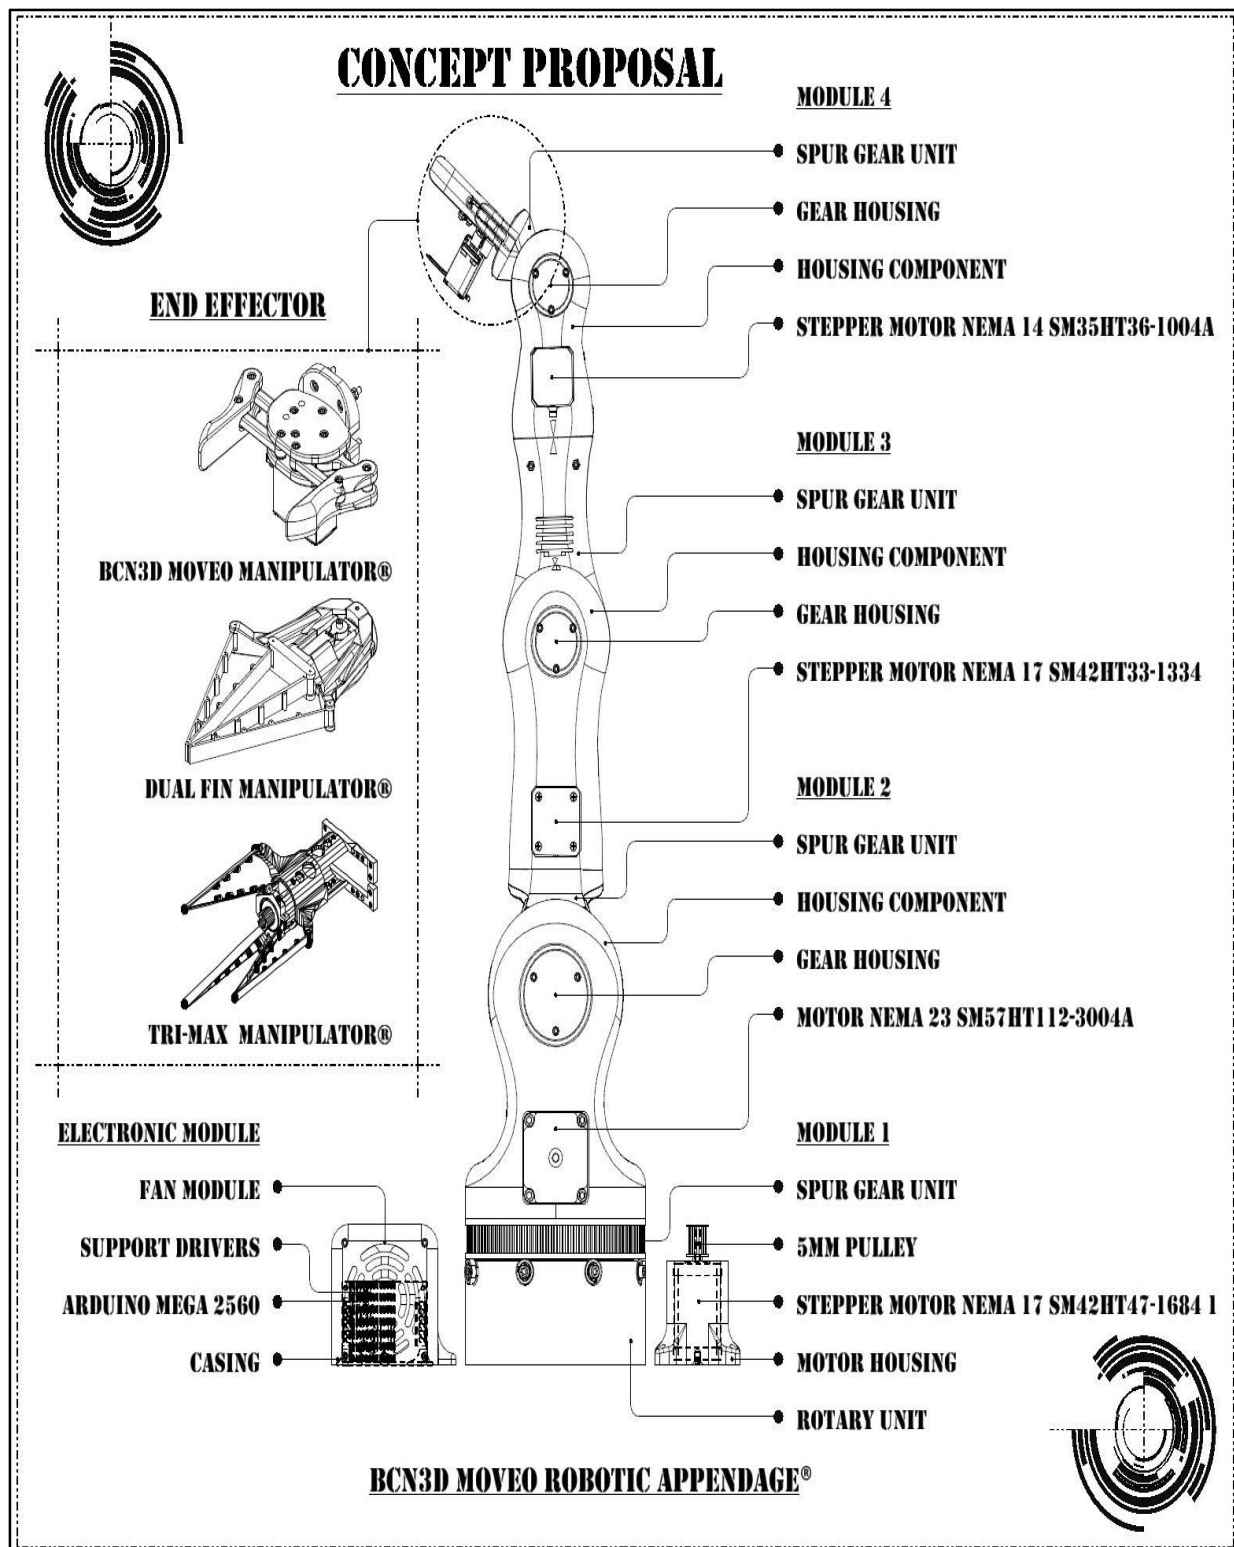 CONCEPT PROPOSAL
MODULE 4
SPUR GEAR UNIT
GEAR HOUSING
HOUSING COMPONENT
STEPPER MOTOR NEMA 14 SM35HT36-1004A
END EFFECTOR
BCN3D MOVEO MANIPULATOR®
DUAL FIN MANIPULATOR®
TRI-MAX MANIPULATOR®
MODULE 3
SPUR GEAR UNIT
HOUSING COMPONENT
GEAR HOUSING
STEPPER MOTOR NEMA 17 SM42HT33-1334
MODULE 2
SPUR GEAR UNIT
HOUSING COMPONENT
GEAR HOUSING
MOTOR NEMA 23 SM57HT112-3004A
ELECTRONIC MODULE
FAN MODULE
SUPPORT DRIVERS
ARDUINO MEGA 2560
CASING
MODULE 1
SPUR GEAR UNIT
5MM PULLEY
STEPPER MOTOR NEMA 17 SM42HT47-1684 1
MOTOR HOUSING
ROTARY UNIT
BCN3D MOVEO ROBOTIC APPENDAGE®